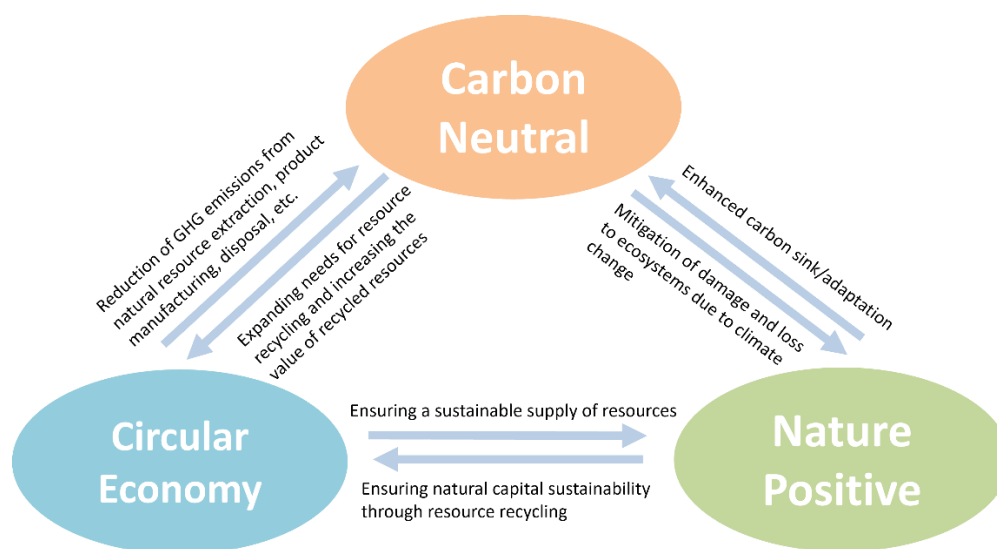 Carbon
Neutral
Reduction of GHG emissions from
natural resource extraction, product
manufacturing, disposal, etc.
Expanding needs for resource
recycling and increasing the
value of recycled resources
Enhanced carbon sink/adaptation
Mitigation of damage and loss
to ecosystems due to climate
change
Circular
Economy
Ensuring a sustainable supply of resources
Ensuring natural capital sustainability
through resource recycling
Nature
Positive